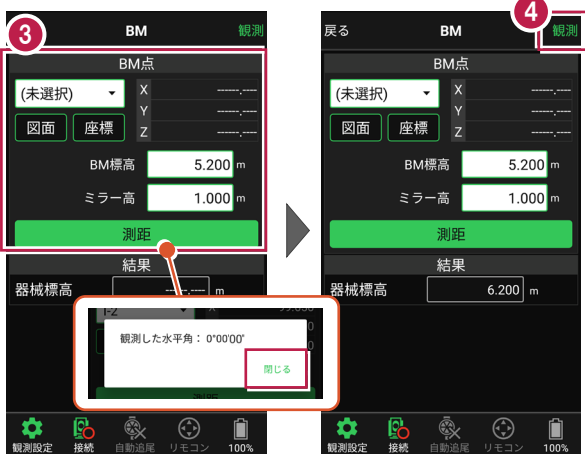 3
BM
観測
BM点
(未選択)
X
-----.----
Y
-----.----
図面
座標
Z
-----.----
BM標高
5.200 m
ミラー高
1.000 m
測距
結果
器械標高
-----.---- m
観測した水平角： 0°00'00"
閉じる
観測設定
接続
自動追尾
リモコン
100%
4
戻る
BM
観測
BM点
(未選択)
X
-----.----
Y
-----.----
図面
座標
Z
-----.----
BM標高
5.200 m
ミラー高
1.000 m
測距
結果
器械標高
6.200 m
観測設定
接続
自動追尾
リモコン
100%